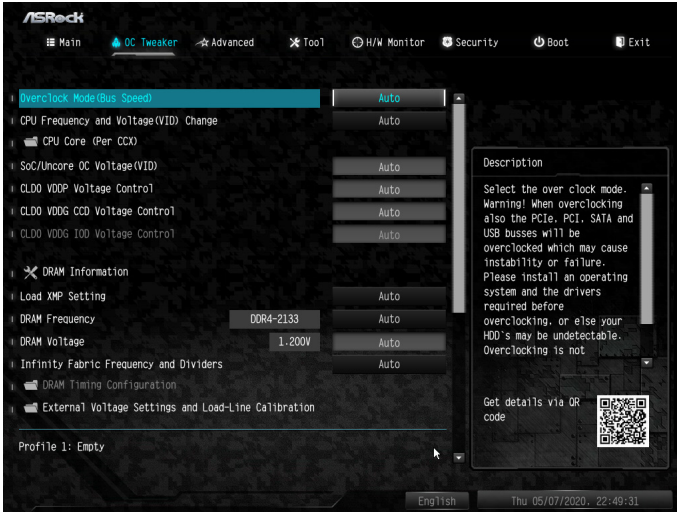 ASRock
Main OC Tweaker Advanced Tool H/W Monitor Security Boot Exit
Overclock Mode(Bus Speed) Auto
CPU Frequency and Voltage(VID) Change Auto
CPU Core (Per CCX)
SoC/Uncore OC Voltage(VID) Auto
CLDO VDDP Voltage Control Auto
CLDO VDDG CCD Voltage Control Auto
CLDO VDDG IOD Voltage Control Auto
DRAM Information
Load XMP Setting Auto
DRAM Frequency DDR4-2133 Auto
DRAM Voltage 1.200V Auto
Infinity Fabric Frequency and Dividers Auto
DRAM Timing Configuration
External Voltage Settings and Load-Line Calibration
Profile 1: Empty
Description
Select the over clock mode.
Warning! When overclocking
also the PCIe, PCI, SATA and
USB busses will be
overclocked which may cause
instability or failure.
Please install an operating
system and the drivers
required before
overclocking, or else your
HDD`s may be undetectable.
Overclocking is not
Get details via QR
code
English Thu 05/07/2020, 22:49:31